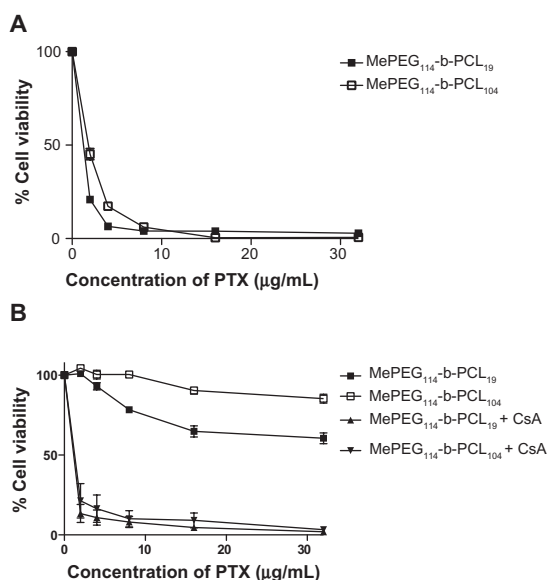 A
100
50
0
% Cell viability
0 10 20 30
Concentration of PTX (μg/mL)
MePEG₁₁₄-b-PCL₁₉
MePEG₁₁₄-b-PCL₁₀₄
B
100
50
0
% Cell viability
0 10 20 30
Concentration of PTX (μg/mL)
MePEG₁₁₄-b-PCL₁₉
MePEG₁₁₄-b-PCL₁₀₄
MePEG₁₁₄-b-PCL₁₉ + CsA
MePEG₁₁₄-b-PCL₁₀₄ + CsA